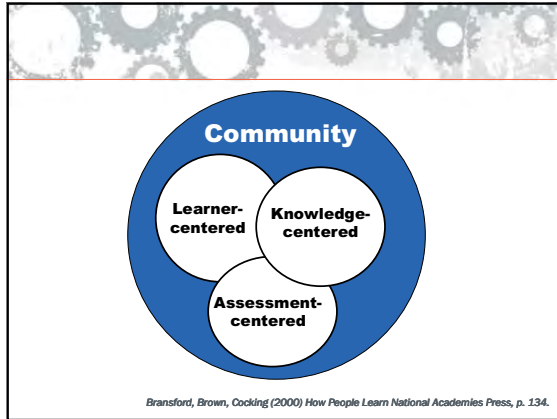 Community
Learner-
centered
Knowledge-
centered
Assessment-
centered
Bransford, Brown, Cocking (2000) How People Learn National Academies Press, p. 134.